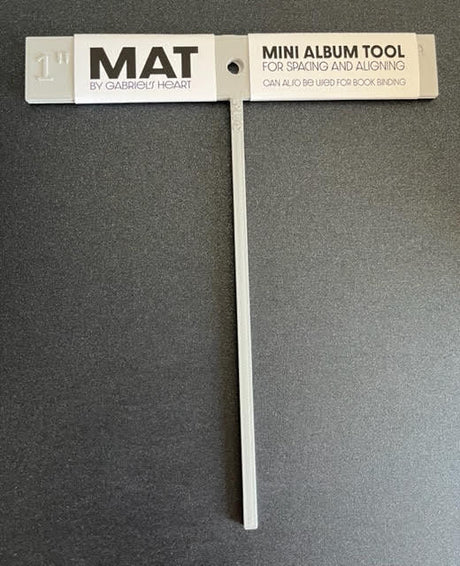 1"
MAT
BY GABRIEL'S HEART
MINI ALBUM TOOL
FOR SPACING AND ALIGNING
CAN ALSO BE USED FOR BOOK BINDING